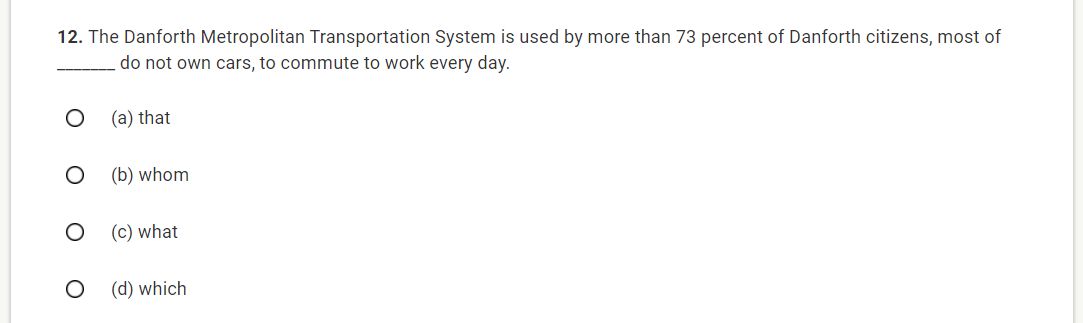 12. The Danforth Metropolitan Transportation System is used by more than 73 percent of Danforth citizens, most of
_______ do not own cars, to commute to work every day.
(a) that
(b) whom
(c) what
(d) which